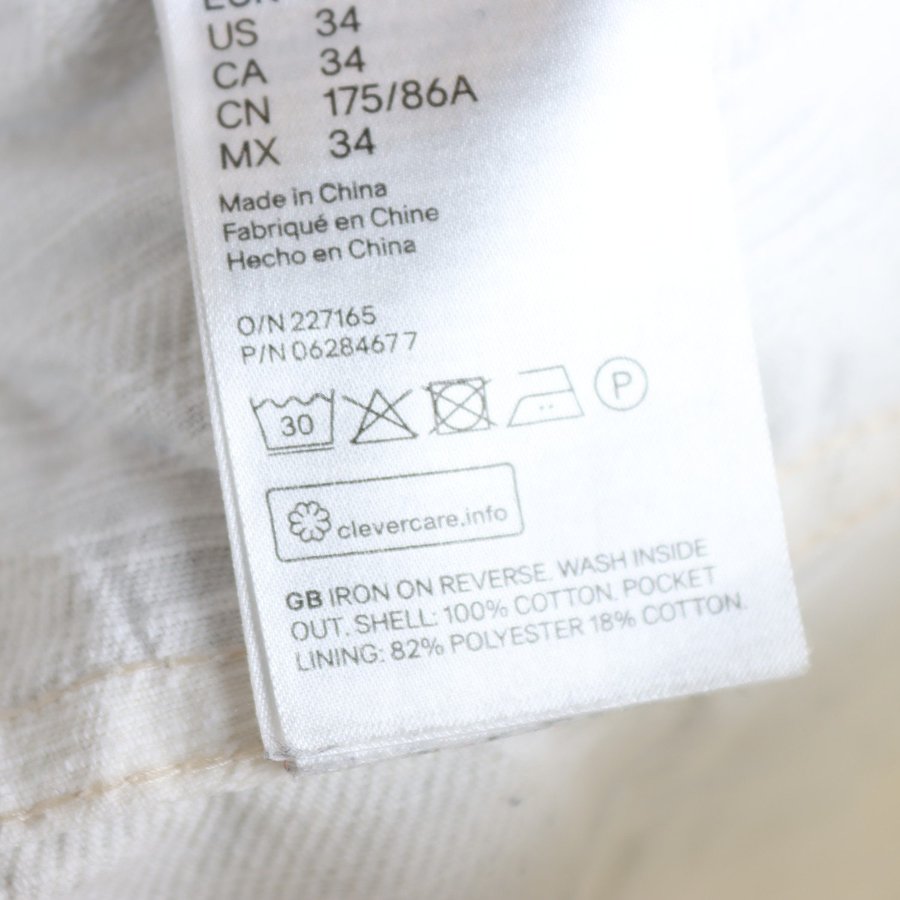 US 34
CA 34
CN 175/86A
MX 34
Made in China
Fabriqué en Chine
Hecho en China
O/N 227165
P/N 06284677
30
P
clevercare.info
GB IRON ON REVERSE. WASH INSIDE
OUT. SHELL: 100% COTTON. POCKET
LINING: 82% POLYESTER 18% COTTON.